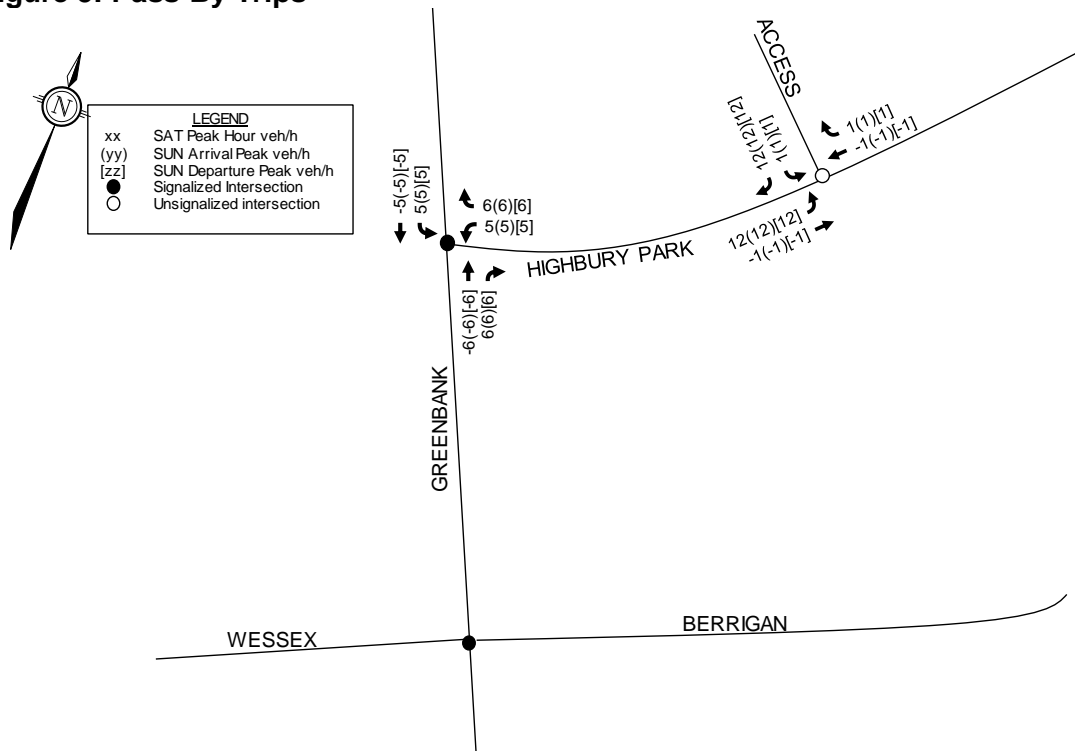 igure 9: Pass-By Trips
N
LEGEND
xx SAT Peak Hour veh/h
(yy) SUN Arrival Peak veh/h
[zz] SUN Departure Peak veh/h
Signalized Intersection
Unsignalized intersection
ACCESS
12(12)[12]
1(1)[1]
1(1)[1]
-1(-1)[-1]
-5(-5)[-5]
5(5)[5]
6(6)[6]
5(5)[5]
12(12)[12]
-1(-1)[-1]
HIGHBURY PARK
-6(-6)[-6]
6(6)[6]
GREENBANK
WESSEX
BERRIGAN